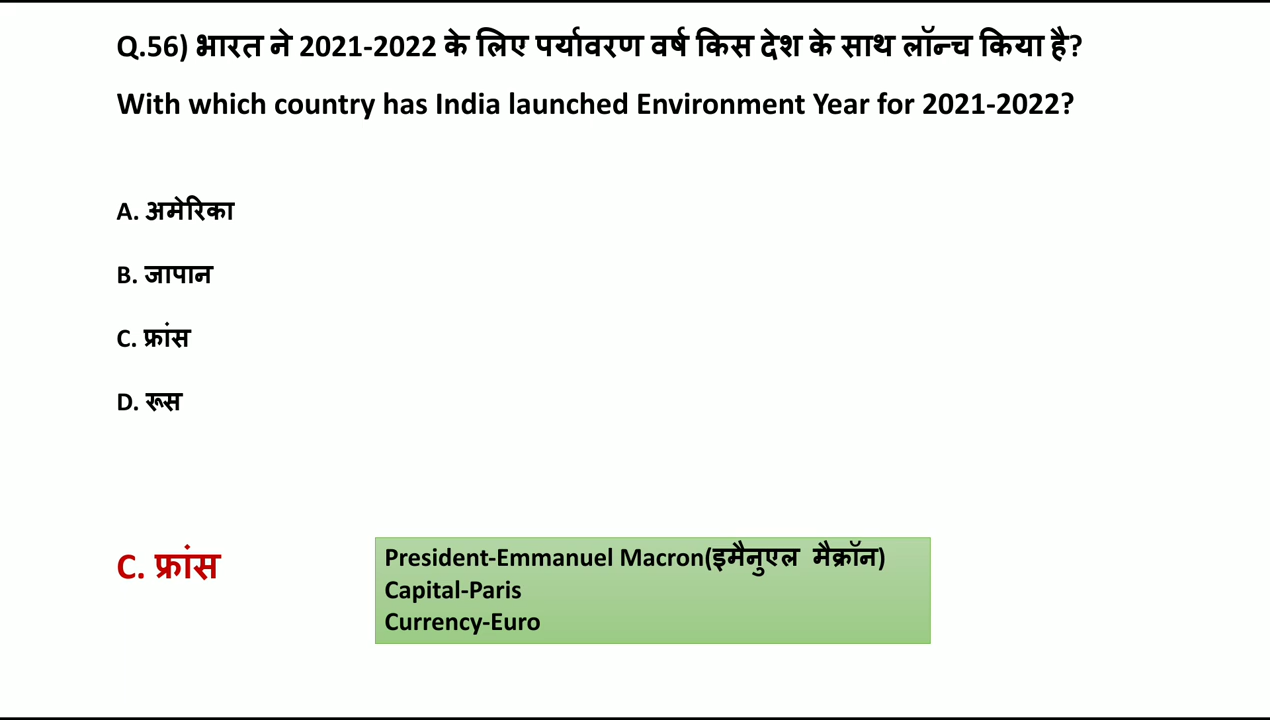 Q.56) भारत ने 2021-2022 के लिए पर्यावरण वर्ष किस देश के साथ लॉन्च किया है?
With which country has India launched Environment Year for 2021-2022?
A. अमेरिका
B. जापान
C. फ्रांस
D. रूस
C. फ्रांस
President-Emmanuel Macron(इमैनुएल मैक्रॉन)
Capital-Paris
Currency-Euro